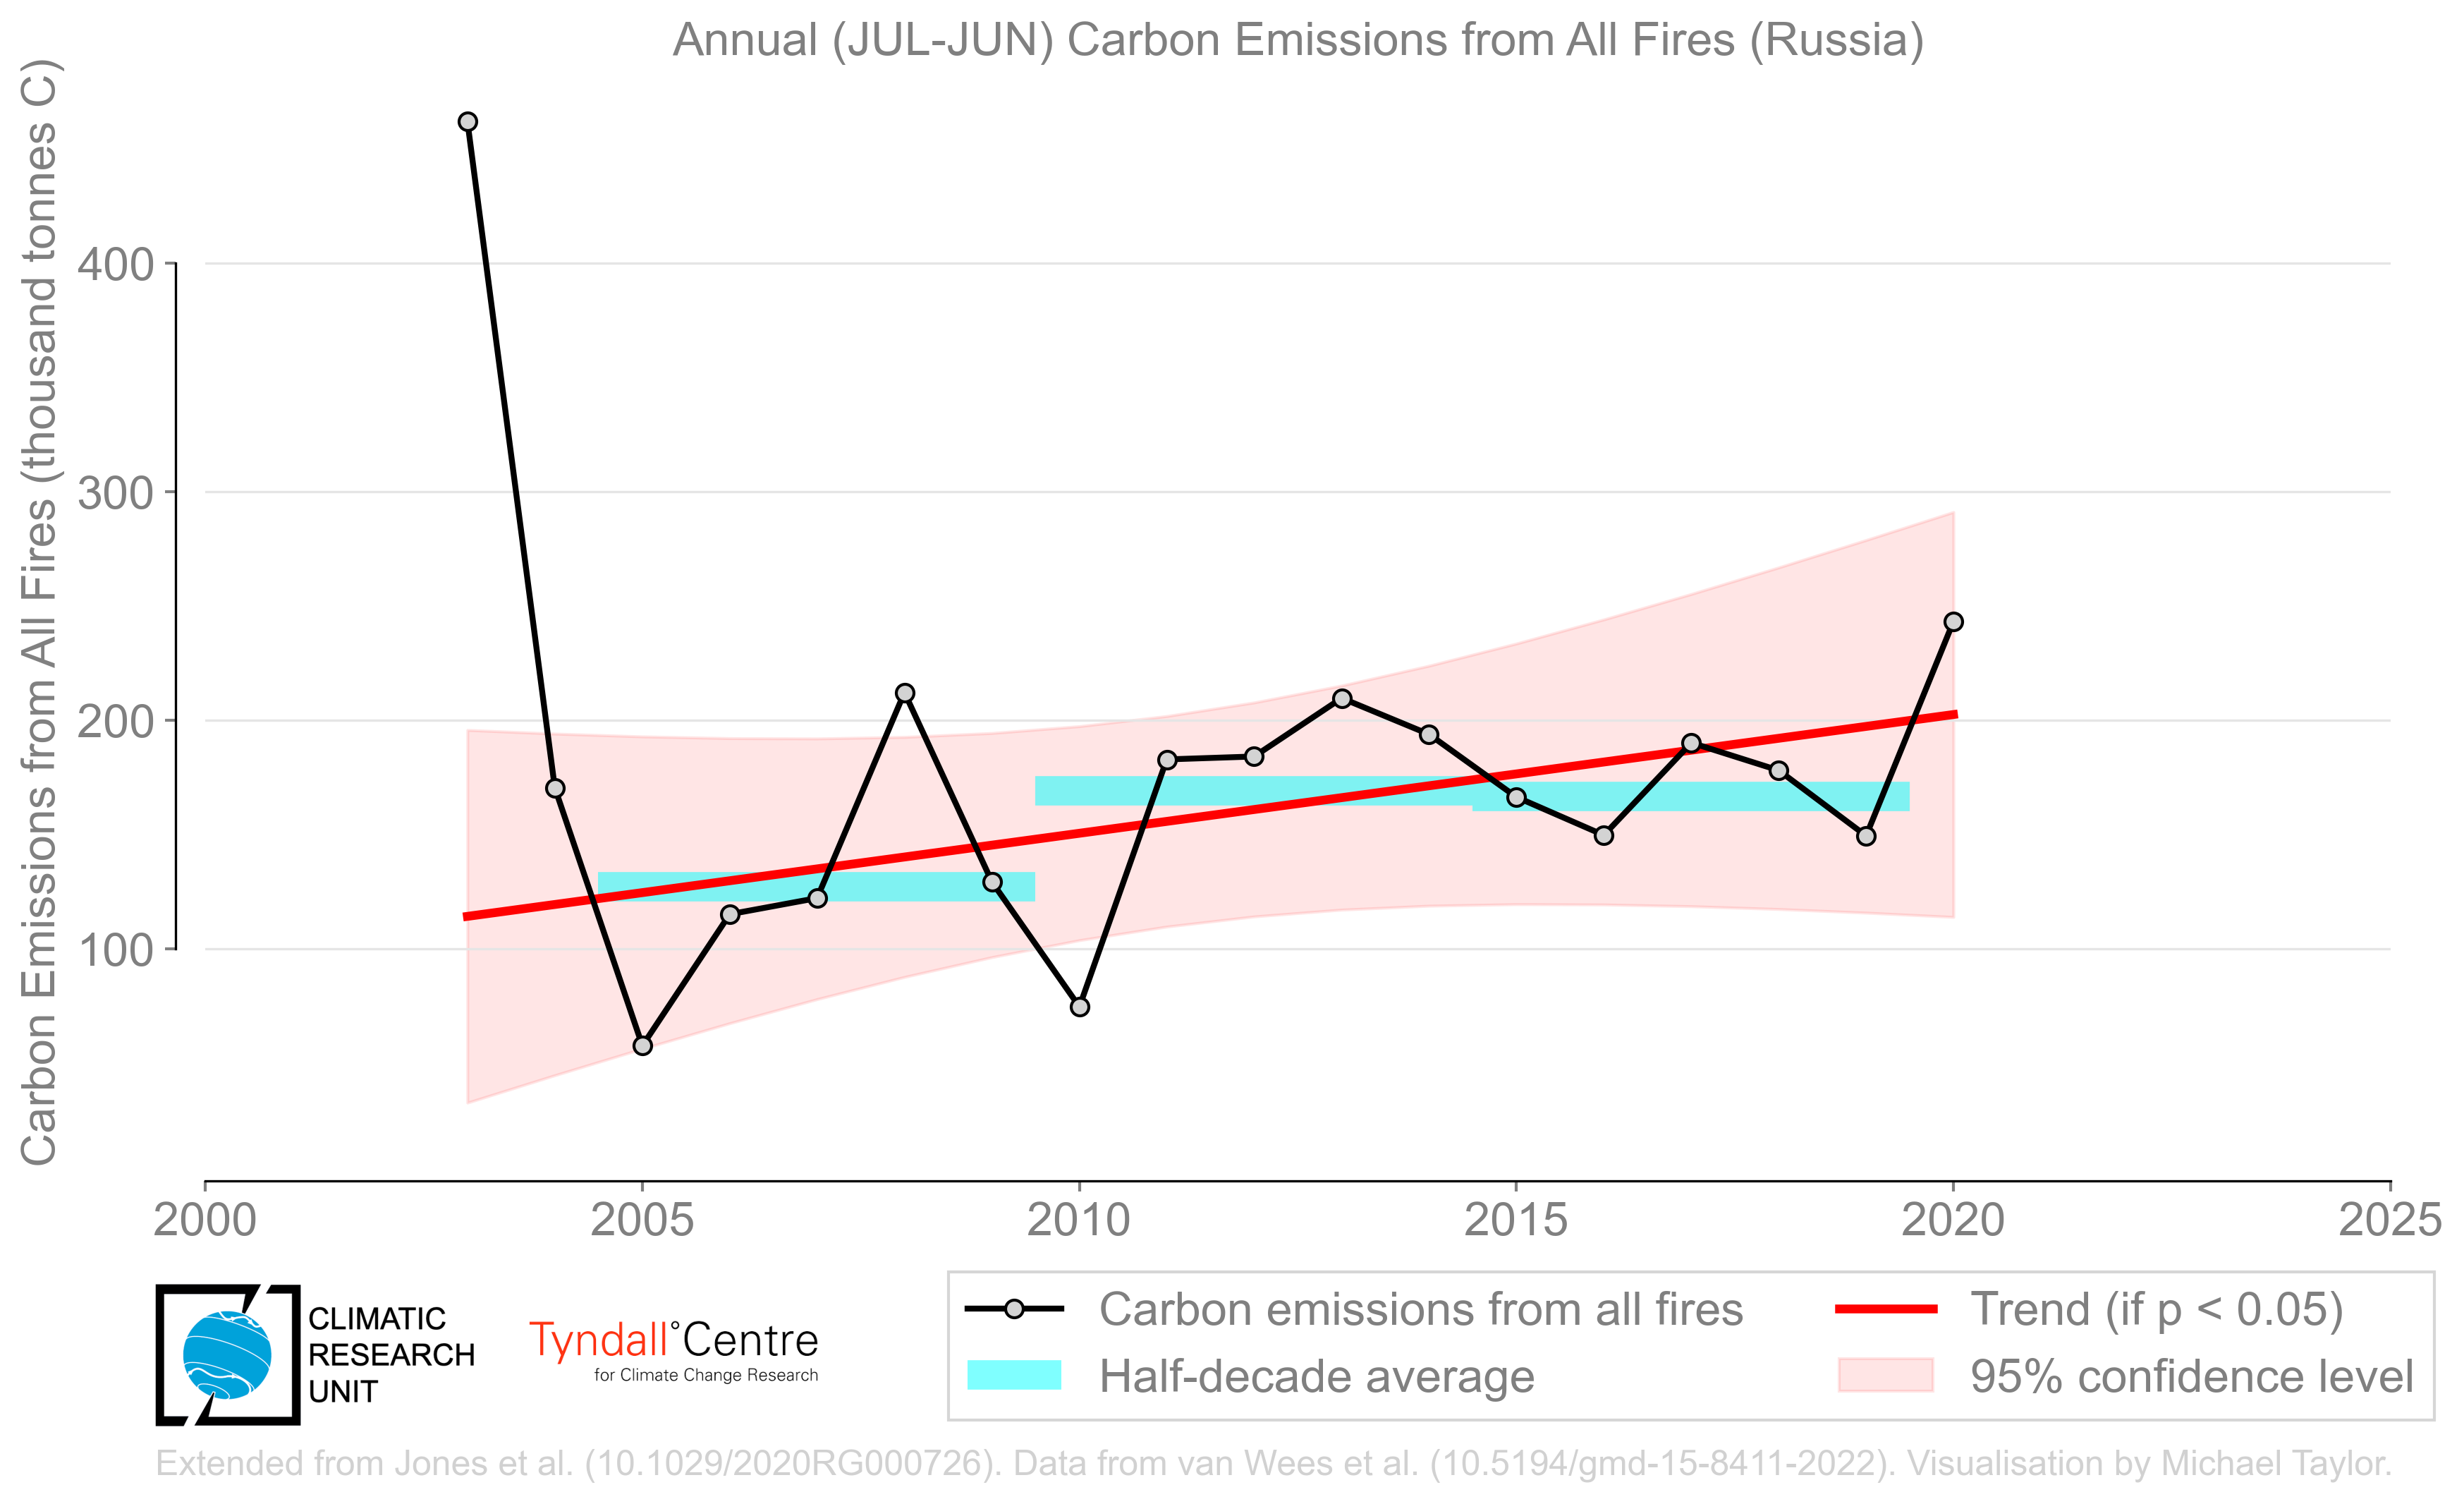 Annual (JUL-JUN) Carbon Emissions from All Fires (Russia)
Carbon Emissions from All Fires (thousand tonnes C)
400
300
200
100
2000 2005 2010 2015 2020 2025
CLIMATIC
RESEARCH
UNIT
Tyndall°Centre
for Climate Change Research
Carbon emissions from all fires
Half-decade average
Trend (if p < 0.05)
95% confidence level
Extended from Jones et al. (10.1029/2020RG000726). Data from van Wees et al. (10.5194/gmd-15-8411-2022). Visualisation by Michael Taylor.